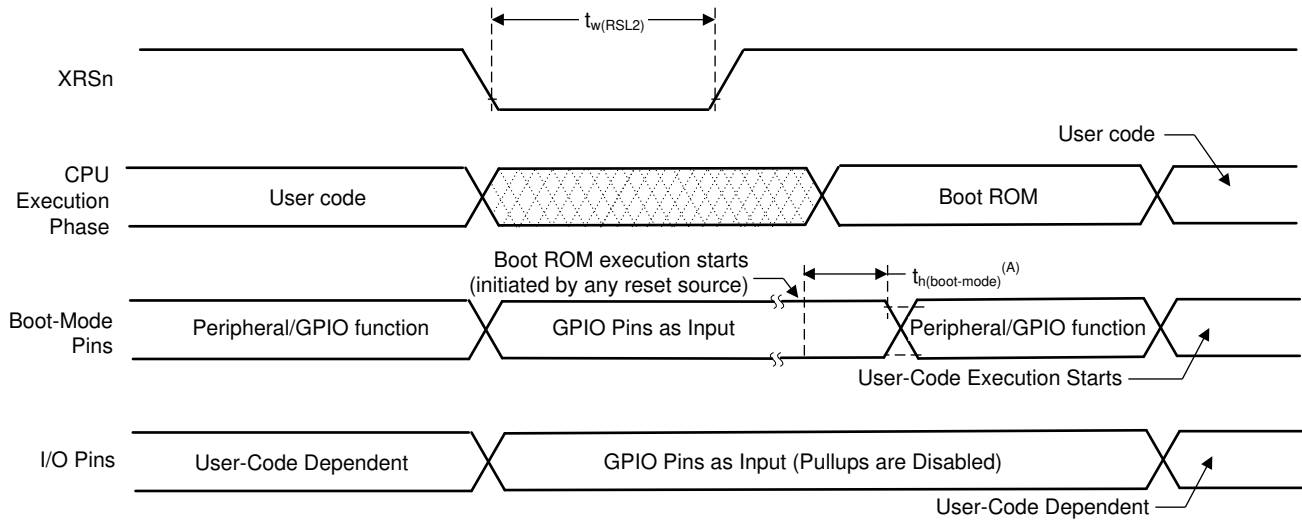 tw(RSL2)
XRSn
User code
CPU
Execution
Phase
User code
Boot ROM
Boot ROM execution starts
(initiated by any reset source)
th(boot-mode)(A)
Boot-Mode
Pins
Peripheral/GPIO function
GPIO Pins as Input
Peripheral/GPIO function
User-Code Execution Starts
I/O Pins
User-Code Dependent
GPIO Pins as Input (Pullups are Disabled)
User-Code Dependent